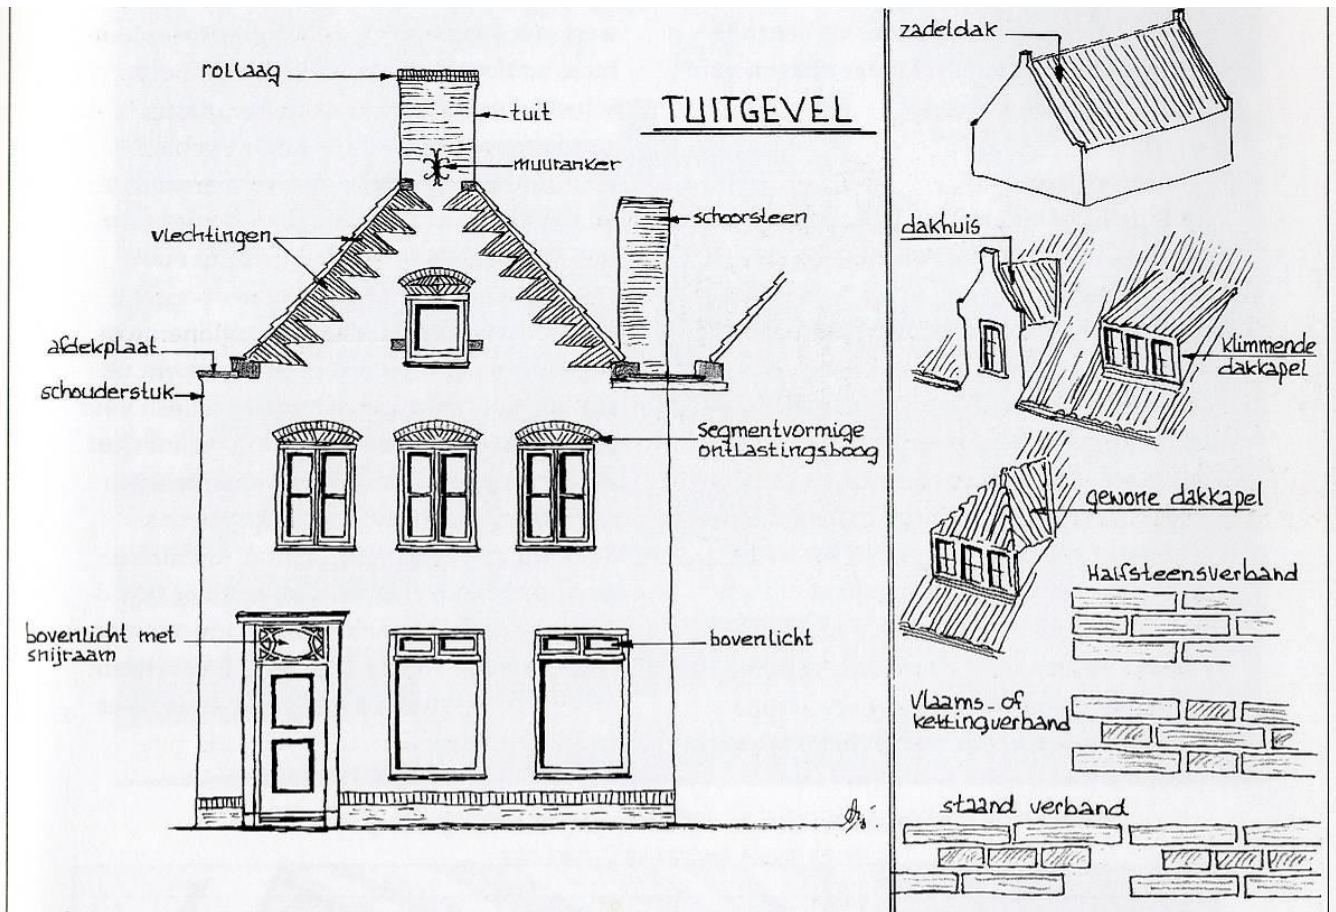 TUITGEVEL
rollaag
tuit
muuranker
schoorsteen
vlechtingen
afdekplaat
schouderstuk
Segmentvormige
ontlastingsboog
bovenlicht met
snijraam
bovenlicht
zadeldak
dakhuis
klimmende
dakkapel
gewone dakkapel
Halfsteensverband
Vlaams- of
kettingverband
staand verband